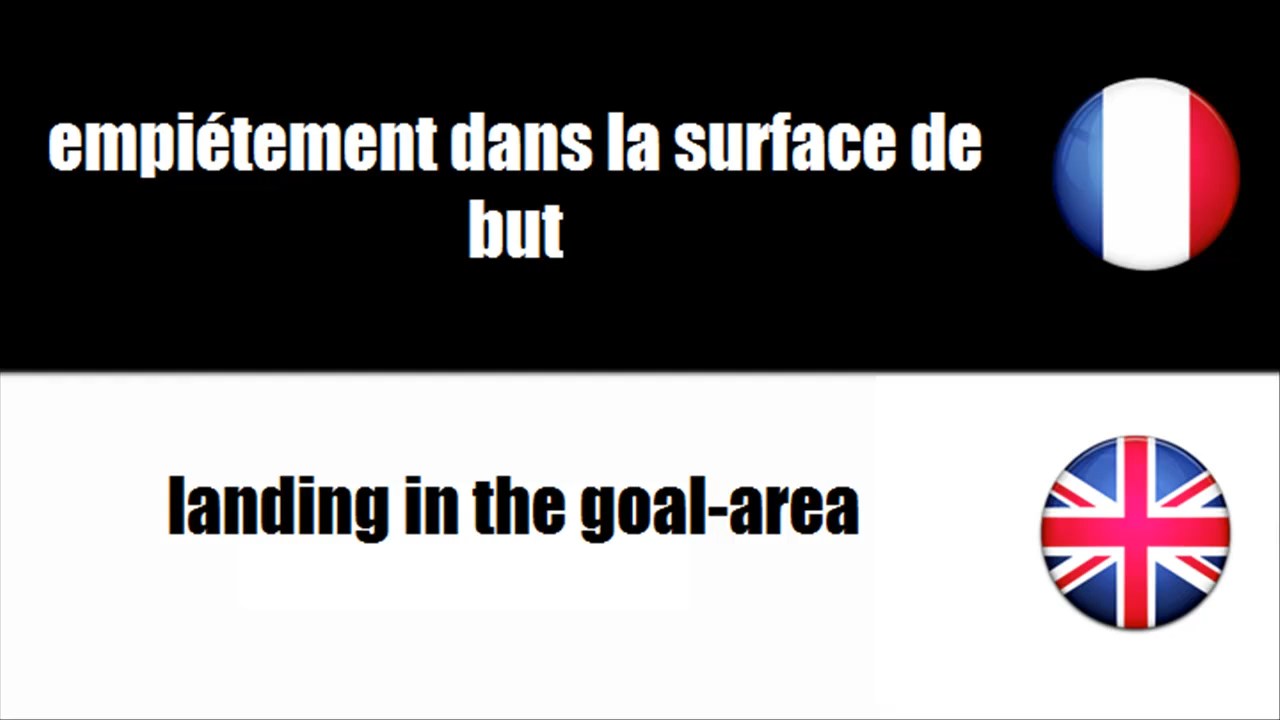 empiétement dans la surface de
but
landing in the goal-area